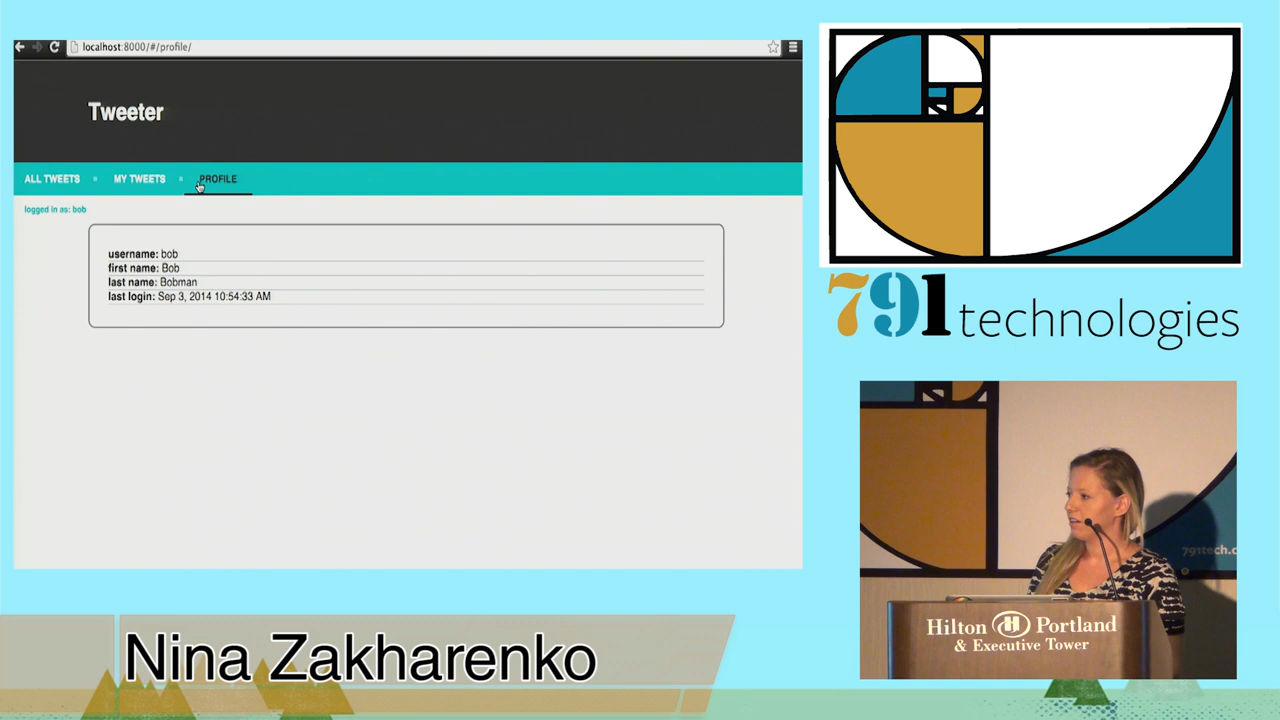 localhost:8000/#/profile/
Tweeter
ALL TWEETS
MY TWEETS
PROFILE
logged in as: bob
username: bob
first name: Bob
last name: Bobman
last login: Sep 3, 2014 10:54:33 AM
791 technologies
791tech.c
Hilton H Portland
& Executive Tower
Nina Zakharenko